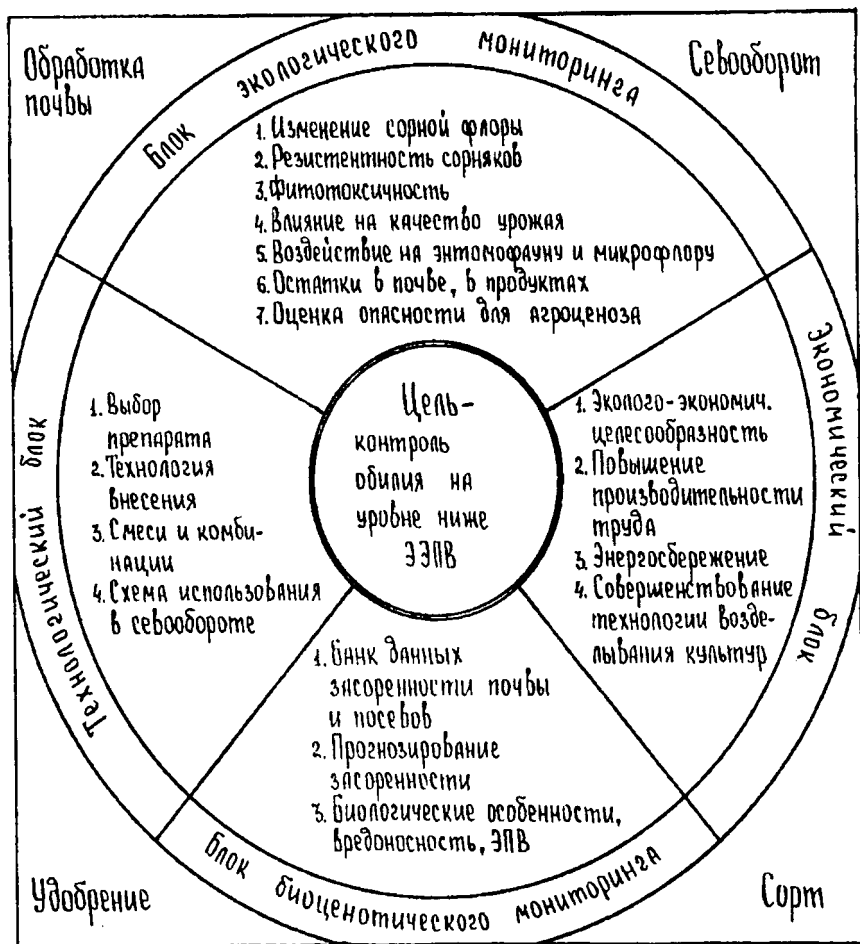 Обработка
почвы
Севооборот
Блок экологического мониторинга
1. Изменение сорной флоры
2. Резистентность сорняков
3. Фитотоксичность
4. Влияние на качество урожая
5. Воздействие на энтомофауну и микрофлору
6. Остатки в почве, в продуктах
7. Оценка опасности для агроценоза
Технологический блок
1. Выбор
препарата
2. Технология
внесения
3. Смеси и комби-
нации
4. Схема использования
в севообороте
Цель-
контроль
обилия на
уровне ниже
ЭЭПВ
Экономический блок
1. Эколого-экономич.
целесообразность
2. Повышение
производительности
труда
3. Энергосбережение
4. Совершенствование
технологии возде-
лывания культур
1. Банк данных
засоренности почвы
и посевов
2. Прогнозирование
засоренности
3. Биологические особенности,
вредоносность, ЭПВ
Блок биоценотического мониторинга
Удобрение
Сорт